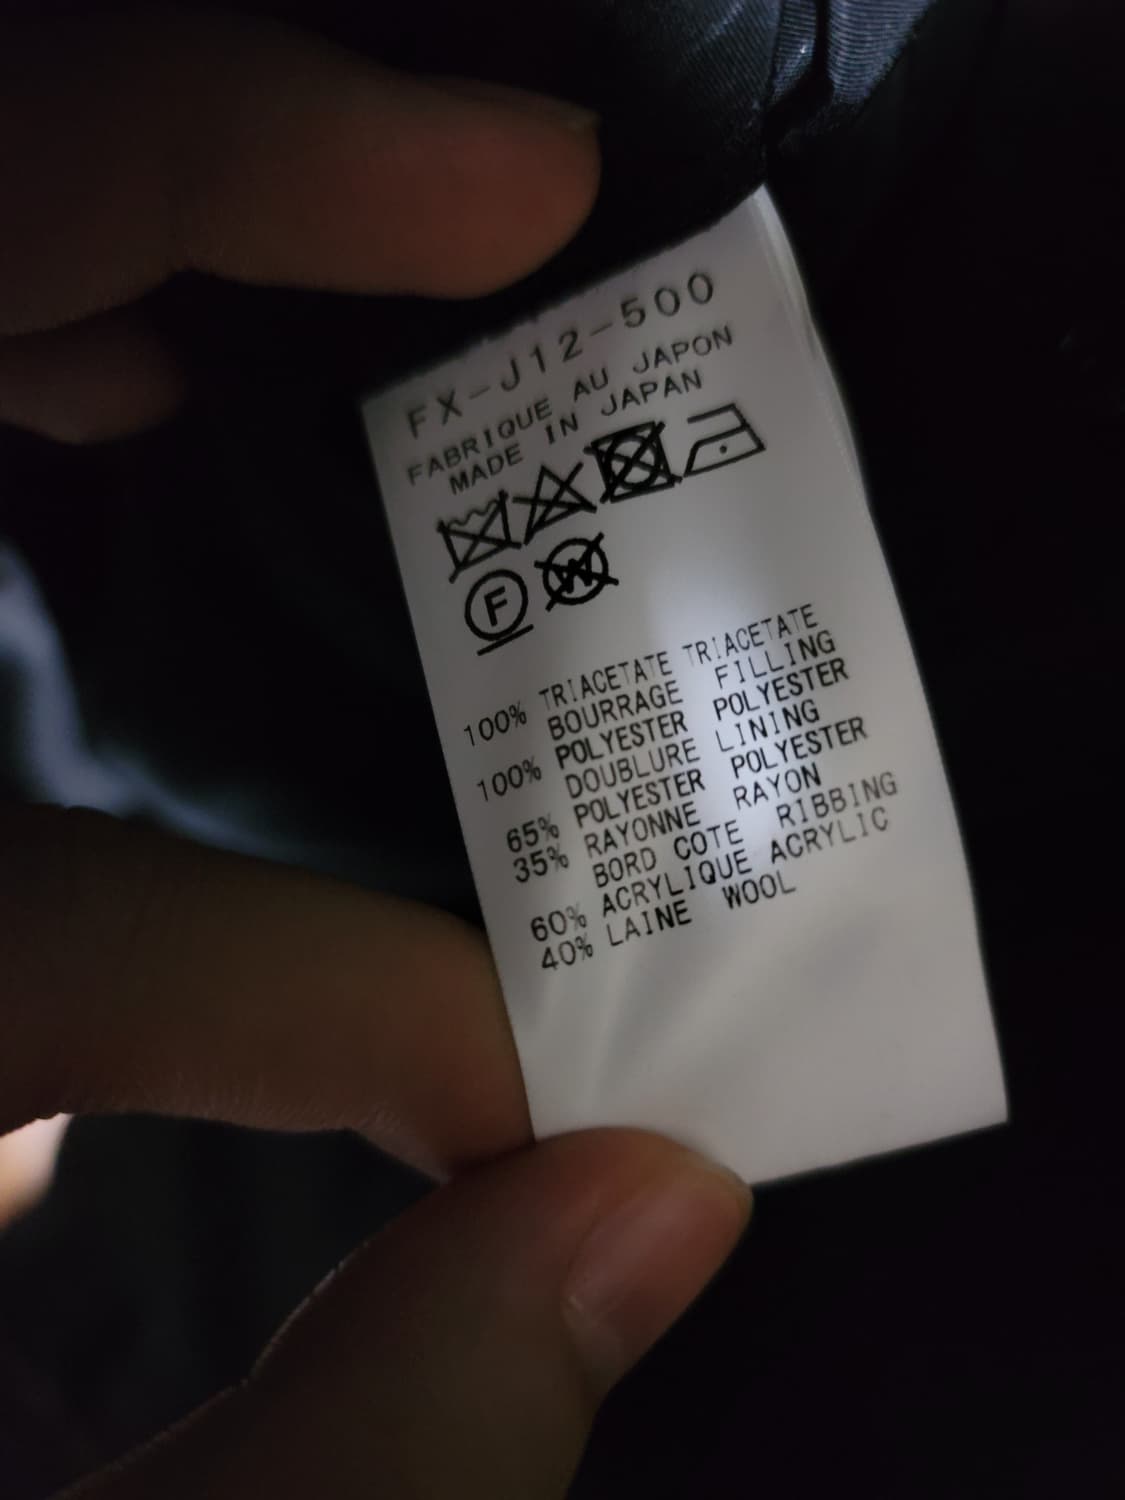 FX-J12-500
FABRIQUE AU JAPON
MADE IN JAPAN
F W
100% TRIACETATE TRIACETATE
BOURRAGE FILLING
100% POLYESTER POLYESTER
DOUBLURE LINING
65% POLYESTER POLYESTER
35% RAYONNE RAYON
BORD COTE RIBBING
60% ACRYLIQUE ACRYLIC
40% LAINE WOOL